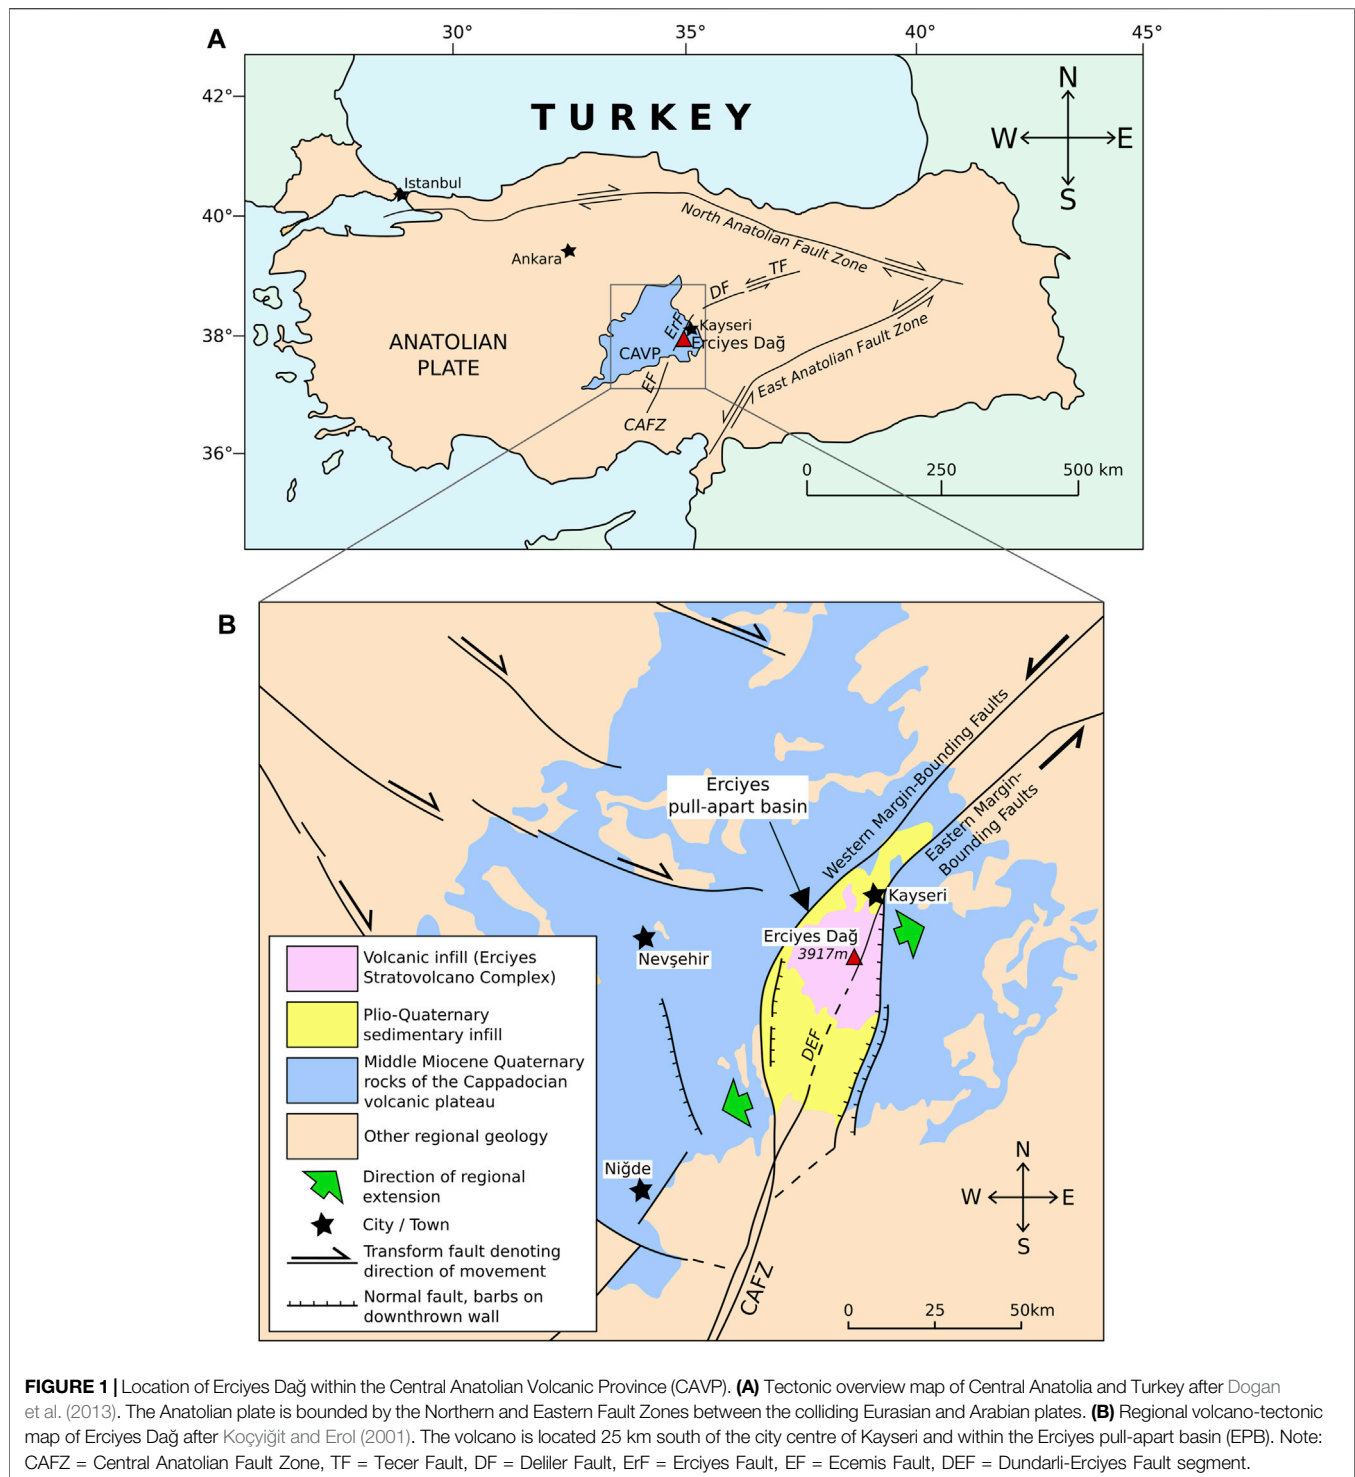 A
30°
35°
40°
45°
42°
40°
38°
36°
TURKEY
N
W
E
S
Istanbul
North Anatolian Fault Zone
Ankara
TF
DF
ErF
Kayseri
Erciyes Dağ
CAVP
ANATOLIAN
PLATE
EF
CAFZ
East Anatolian Fault Zone
0 250 500 km
B
Western Margin-Bounding Faults
Eastern Margin-
Bounding Faults
Erciyes
pull-apart basin
Kayseri
Erciyes Dağ
3917m
Nevşehir
DEF
Niğde
CAFZ
N
W
E
S
0 25 50km
Volcanic infill (Erciyes
Stratovolcano Complex)
Plio-Quaternary
sedimentary infill
Middle Miocene Quaternary
rocks of the Cappadocian
volcanic plateau
Other regional geology
Direction of regional
extension
City / Town
Transform fault denoting
direction of movement
Normal fault, barbs on
downthrown wall
FIGURE 1 | Location of Erciyes Dağ within the Central Anatolian Volcanic Province (CAVP). (A) Tectonic overview map of Central Anatolia and Turkey after Dogan
et al. (2013). The Anatolian plate is bounded by the Northern and Eastern Fault Zones between the colliding Eurasian and Arabian plates. (B) Regional volcano-tectonic
map of Erciyes Dağ after Koçyiğit and Erol (2001). The volcano is located 25 km south of the city centre of Kayseri and within the Erciyes pull-apart basin (EPB). Note:
CAFZ = Central Anatolian Fault Zone, TF = Tecer Fault, DF = Deliler Fault, ErF = Erciyes Fault, EF = Ecemis Fault, DEF = Dundarli-Erciyes Fault segment.